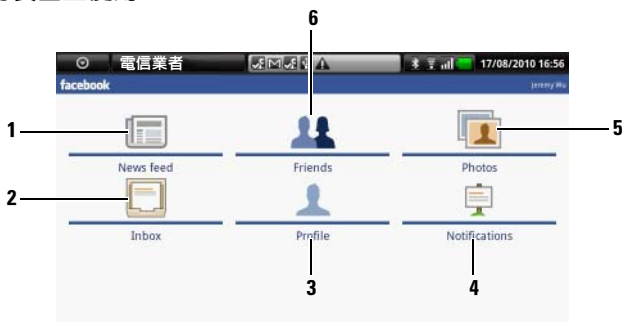 6
電信業者 17/08/2010 16:56
facebook Jeremy Wu
1 5
News feed Friends Photos
2
Inbox Profile Notifications
3 4